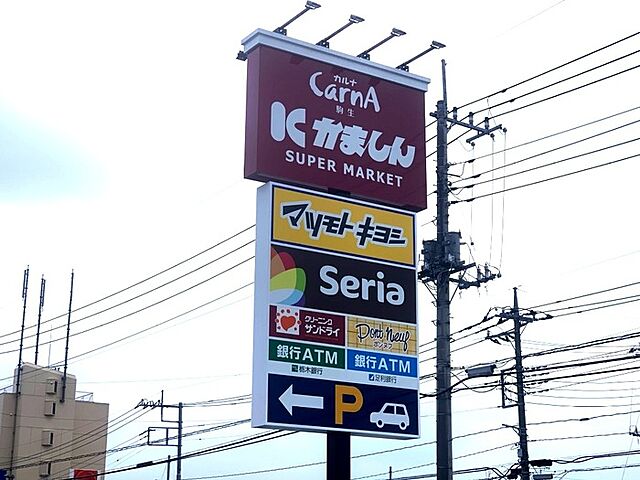 カルナ
CarnA
駒生
K かましん
SUPER MARKET
マツモトキヨシ
Seria
クリーニング
サンドライ
Pont Neuf
ポンヌフ
銀行ATM
栃木銀行
銀行ATM
足利銀行
P